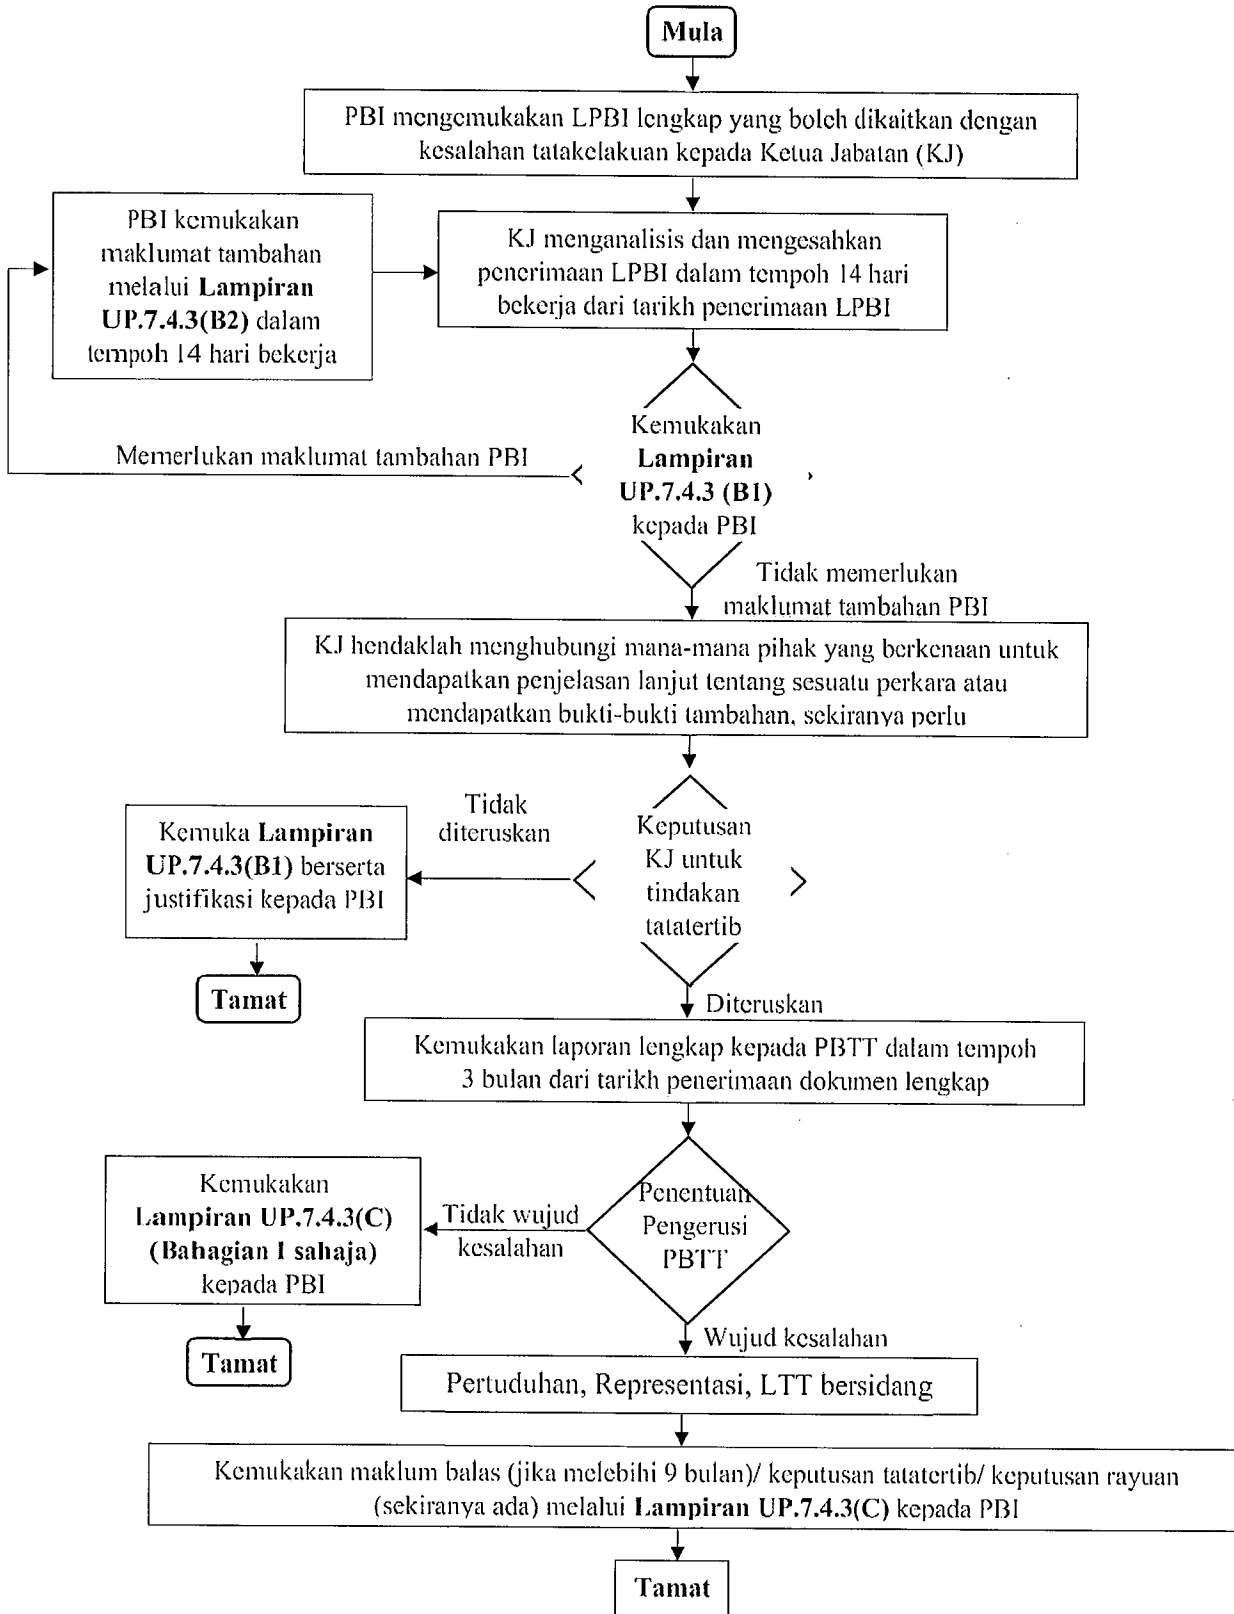 Mula
PBI mengemukakan LPBI lengkap yang boleh dikaitkan dengan
kesalahan tatakelakuan kepada Ketua Jabatan (KJ)
PBI kemukakan
maklumat tambahan
melalui Lampiran
UP.7.4.3(B2) dalam
tempoh 14 hari bekerja
KJ menganalisis dan mengesahkan
penerimaan LPBI dalam tempoh 14 hari
bekerja dari tarikh penerimaan LPBI
Kemukakan
Lampiran
UP.7.4.3 (B1)
kepada PBI
Memerlukan maklumat tambahan PBI
Tidak memerlukan
maklumat tambahan PBI
KJ hendaklah menghubungi mana-mana pihak yang berkenaan untuk
mendapatkan penjelasan lanjut tentang sesuatu perkara atau
mendapatkan bukti-bukti tambahan, sekiranya perlu
Keputusan
KJ untuk
tindakan
tatatertib
Tidak
diteruskan
Kemuka Lampiran
UP.7.4.3(B1) berserta
justifikasi kepada PBI
Tamat
Diteruskan
Kemukakan laporan lengkap kepada PBTT dalam tempoh
3 bulan dari tarikh penerimaan dokumen lengkap
Penentuan
Pengerusi
PBTT
Tidak wujud
kesalahan
Kemukakan
Lampiran UP.7.4.3(C)
(Bahagian I sahaja)
kepada PBI
Tamat
Wujud kesalahan
Pertuduhan, Representasi, LTT bersidang
Kemukakan maklum balas (jika melebihi 9 bulan)/ keputusan tatatertib/ keputusan rayuan
(sekiranya ada) melalui Lampiran UP.7.4.3(C) kepada PBI
Tamat